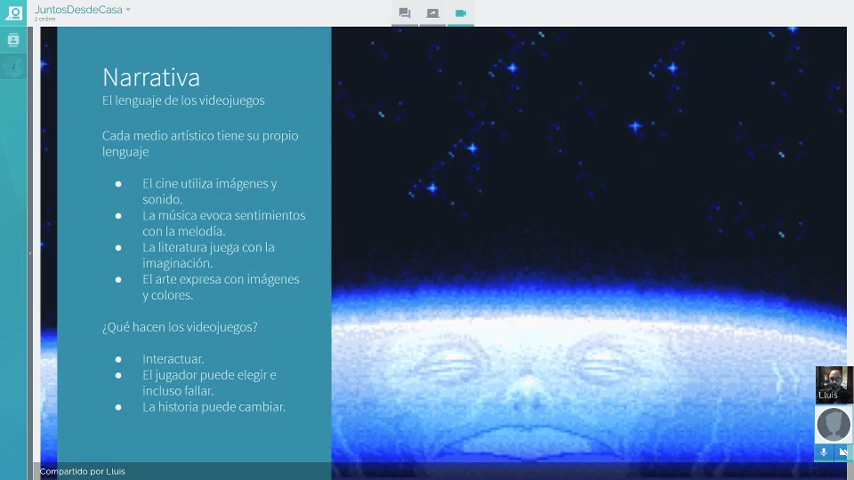 JuntosDesdeCasa
2 online
Narrativa
El lenguaje de los videojuegos
Cada medio artístico tiene su propio
lenguaje
● El cine utiliza imágenes y
sonido.
● La música evoca sentimientos
con la melodía.
● La literatura juega con la
imaginación.
● El arte expresa con imágenes
y colores.
¿Qué hacen los videojuegos?
● Interactuar.
● El jugador puede elegir e
incluso fallar.
● La historia puede cambiar.
Lluis
Compartido por Lluis